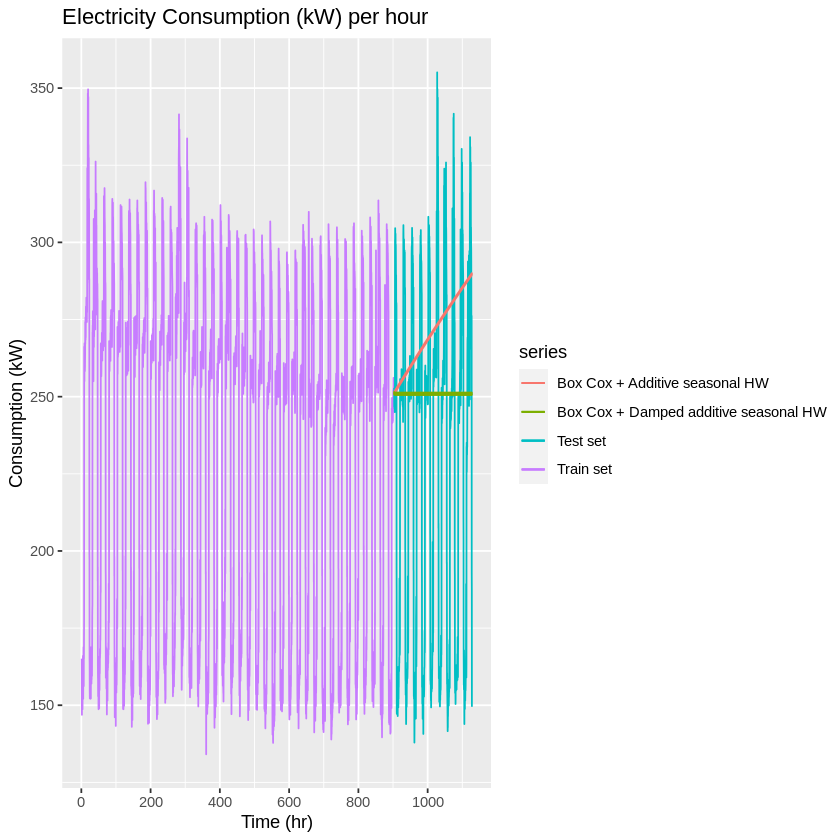 Electricity Consumption (kW) per hour
Consumption (kW)
350
300
250
200
150
0 200 400 600 800 1000
Time (hr)
series
Box Cox + Additive seasonal HW
Box Cox + Damped additive seasonal HW
Test set
Train set